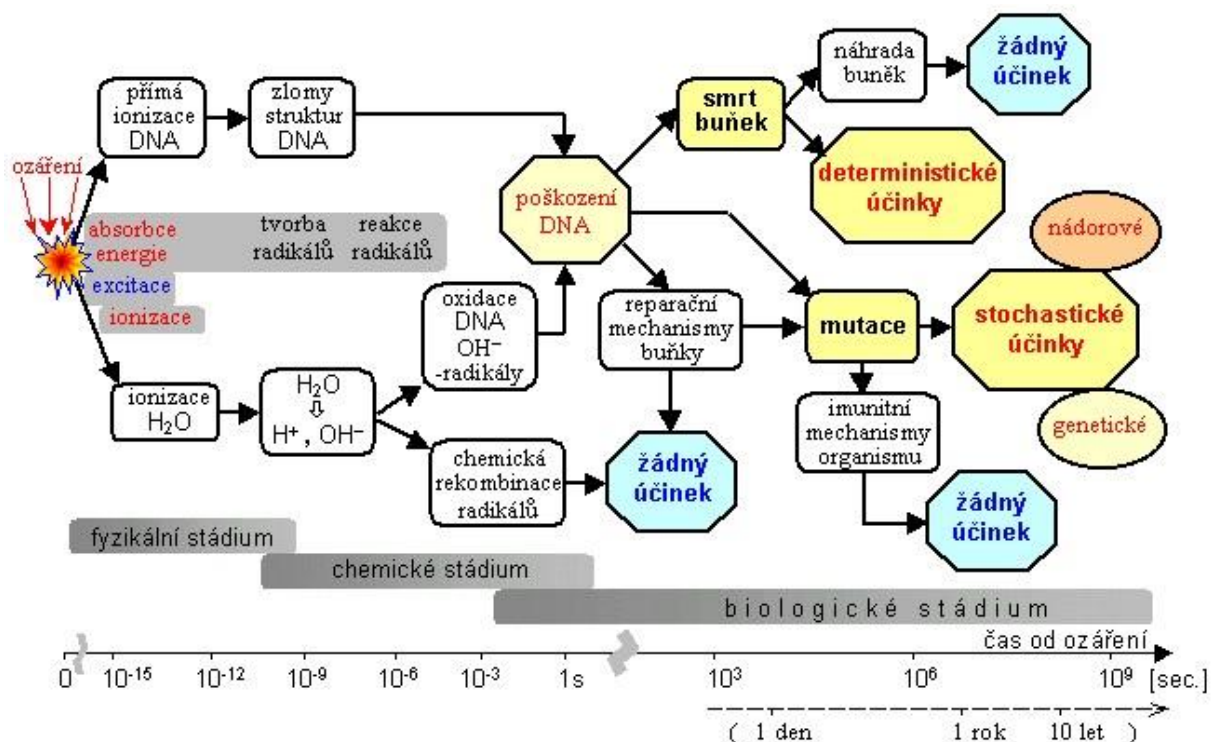 přímá
ionizace
DNA
zlomy
struktur
DNA
smrt
buňek
náhrada
buněk
žádný
účinek
ozáření
absorbce
energie
excitace
ionizace
tvorba
radikálů
reakce
radikálů
poškození
DNA
deterministické
účinky
nádorové
oxidace
DNA
OH⁻
-radikály
reparační
mechanismy
buňky
mutace
stochastické
účinky
genetické
ionizace
H₂O
H₂O
⇩
H⁺, OH⁻
chemická
rekombinace
radikálů
žádný
účinek
imunitní
mechanismy
organismu
žádný
účinek
fyzikální stádium
chemické stádium
biologické stádium
čas od ozáření
0 10⁻¹⁵ 10⁻¹² 10⁻⁹ 10⁻⁶ 10⁻³ 1s 10³ 10⁶ 10⁹ [sec.]
( 1 den 1 rok 10 let )